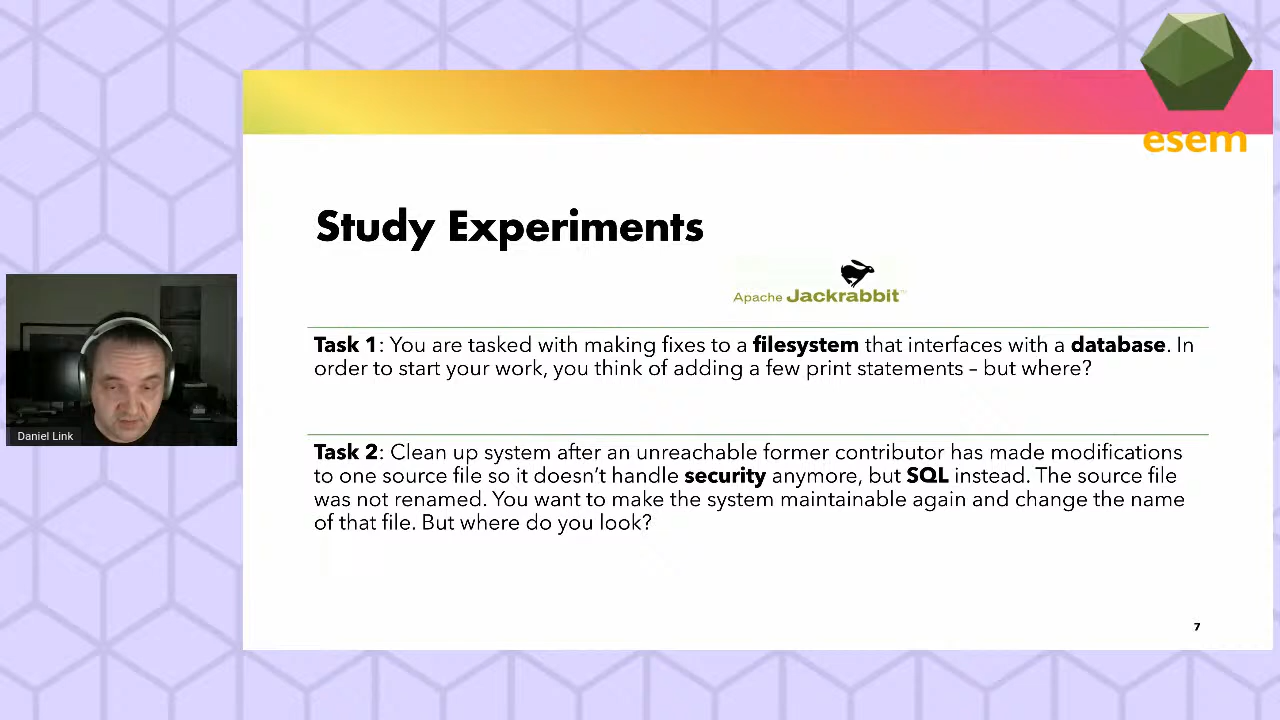 esem
Study Experiments
Apache Jackrabbit™
Task 1: You are tasked with making fixes to a filesystem that interfaces with a database. In
order to start your work, you think of adding a few print statements – but where?
Task 2: Clean up system after an unreachable former contributor has made modifications
to one source file so it doesn't handle security anymore, but SQL instead. The source file
was not renamed. You want to make the system maintainable again and change the name
of that file. But where do you look?
Daniel Link
7